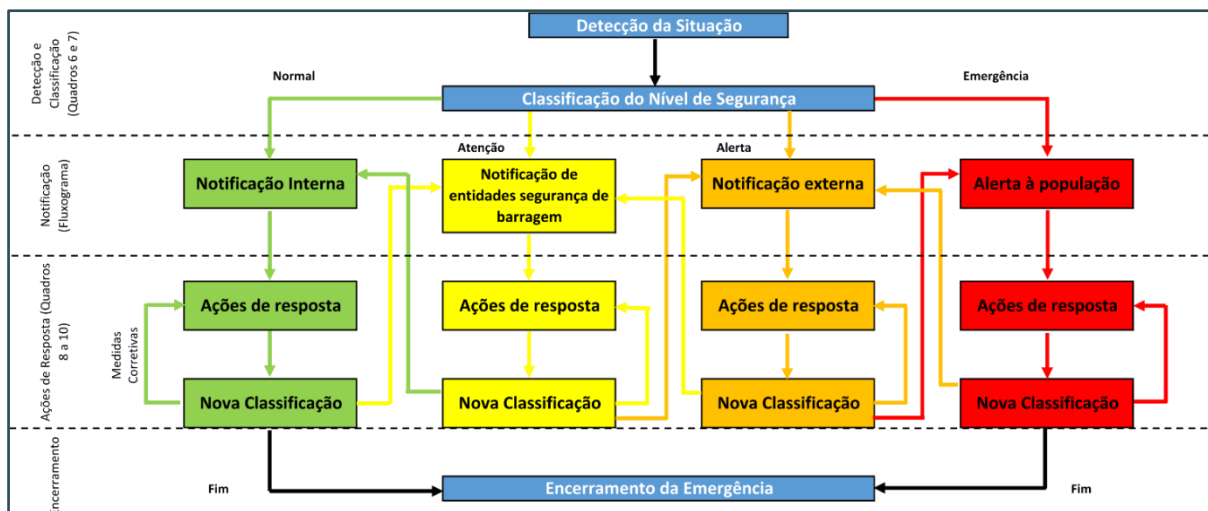 Detecção da Situação
Detecção e
Classificação
(Quadros 6 e 7)
Normal
Emergência
Classificação do Nível de Segurança
Atenção
Alerta
Notificação
(Fluxograma)
Notificação Interna
Notificação de
entidades segurança de
barragem
Notificação externa
Alerta à população
Ações de Resposta (Quadros
8 a 10)
Medidas
Corretivas
Ações de resposta
Ações de resposta
Ações de resposta
Ações de resposta
Nova Classificação
Nova Classificação
Nova Classificação
Nova Classificação
Encerramento
Fim
Encerramento da Emergência
Fim